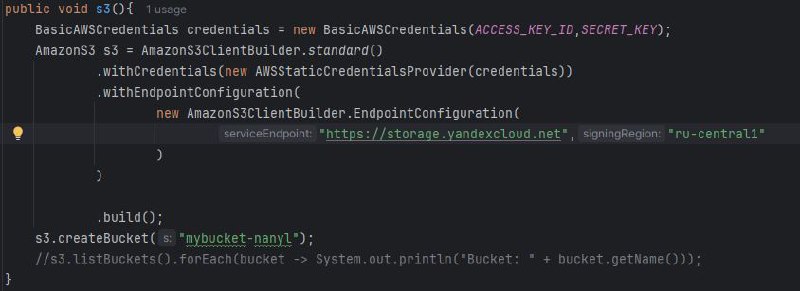 public void s3(){ 1 usage
    BasicAWSCredentials credentials = new BasicAWSCredentials(ACCESS_KEY_ID,SECRET_KEY);
    AmazonS3 s3 = AmazonS3ClientBuilder.standard()
            .withCredentials(new AWSStaticCredentialsProvider(credentials))
            .withEndpointConfiguration(
                    new AmazonS3ClientBuilder.EndpointConfiguration(
                            serviceEndpoint: "https://storage.yandexcloud.net", signingRegion: "ru-central1"
                    )
            )
            .build();
    s3.createBucket( s: "mybucket-nanyl");
    //s3.listBuckets().forEach(bucket -> System.out.println("Bucket: " + bucket.getName()));
}